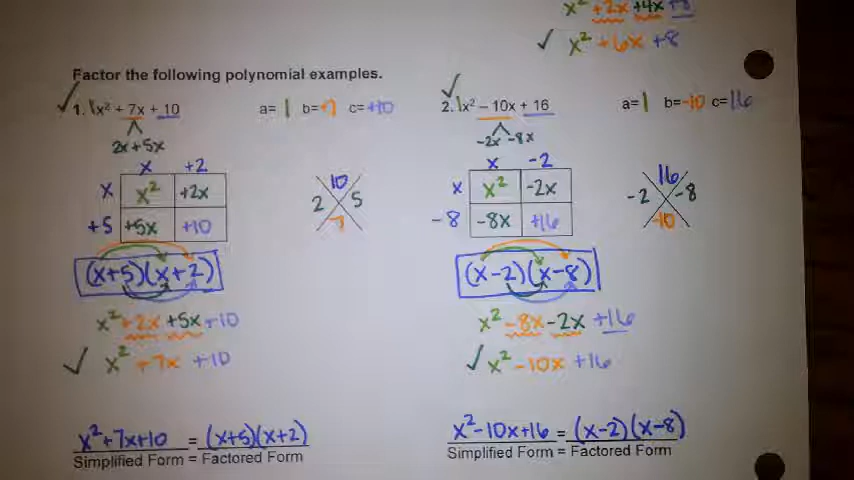 x² +2x +4x +8
✓ x² +6x +8
Factor the following polynomial examples.
✓ 1. 1x² + 7x + 10 a= 1 b= +7 c= +10
2x + 5x
x +2
x x² +2x
+5 +5x +10
10
2 5
7
(x+5)(x+2)
x² +2x +5x +10
✓ x² +7x +10
x²+7x+10 = (x+5)(x+2)
Simplified Form = Factored Form
✓ 2. 1x² – 10x + 16 a= 1 b= -10 c= 16
-2x -8x
x -2
x x² -2x
-8 -8x +16
16
-2 -8
-10
(x-2)(x-8)
x² -8x -2x +16
✓ x² -10x +16
x²-10x+16 = (x-2)(x-8)
Simplified Form = Factored Form